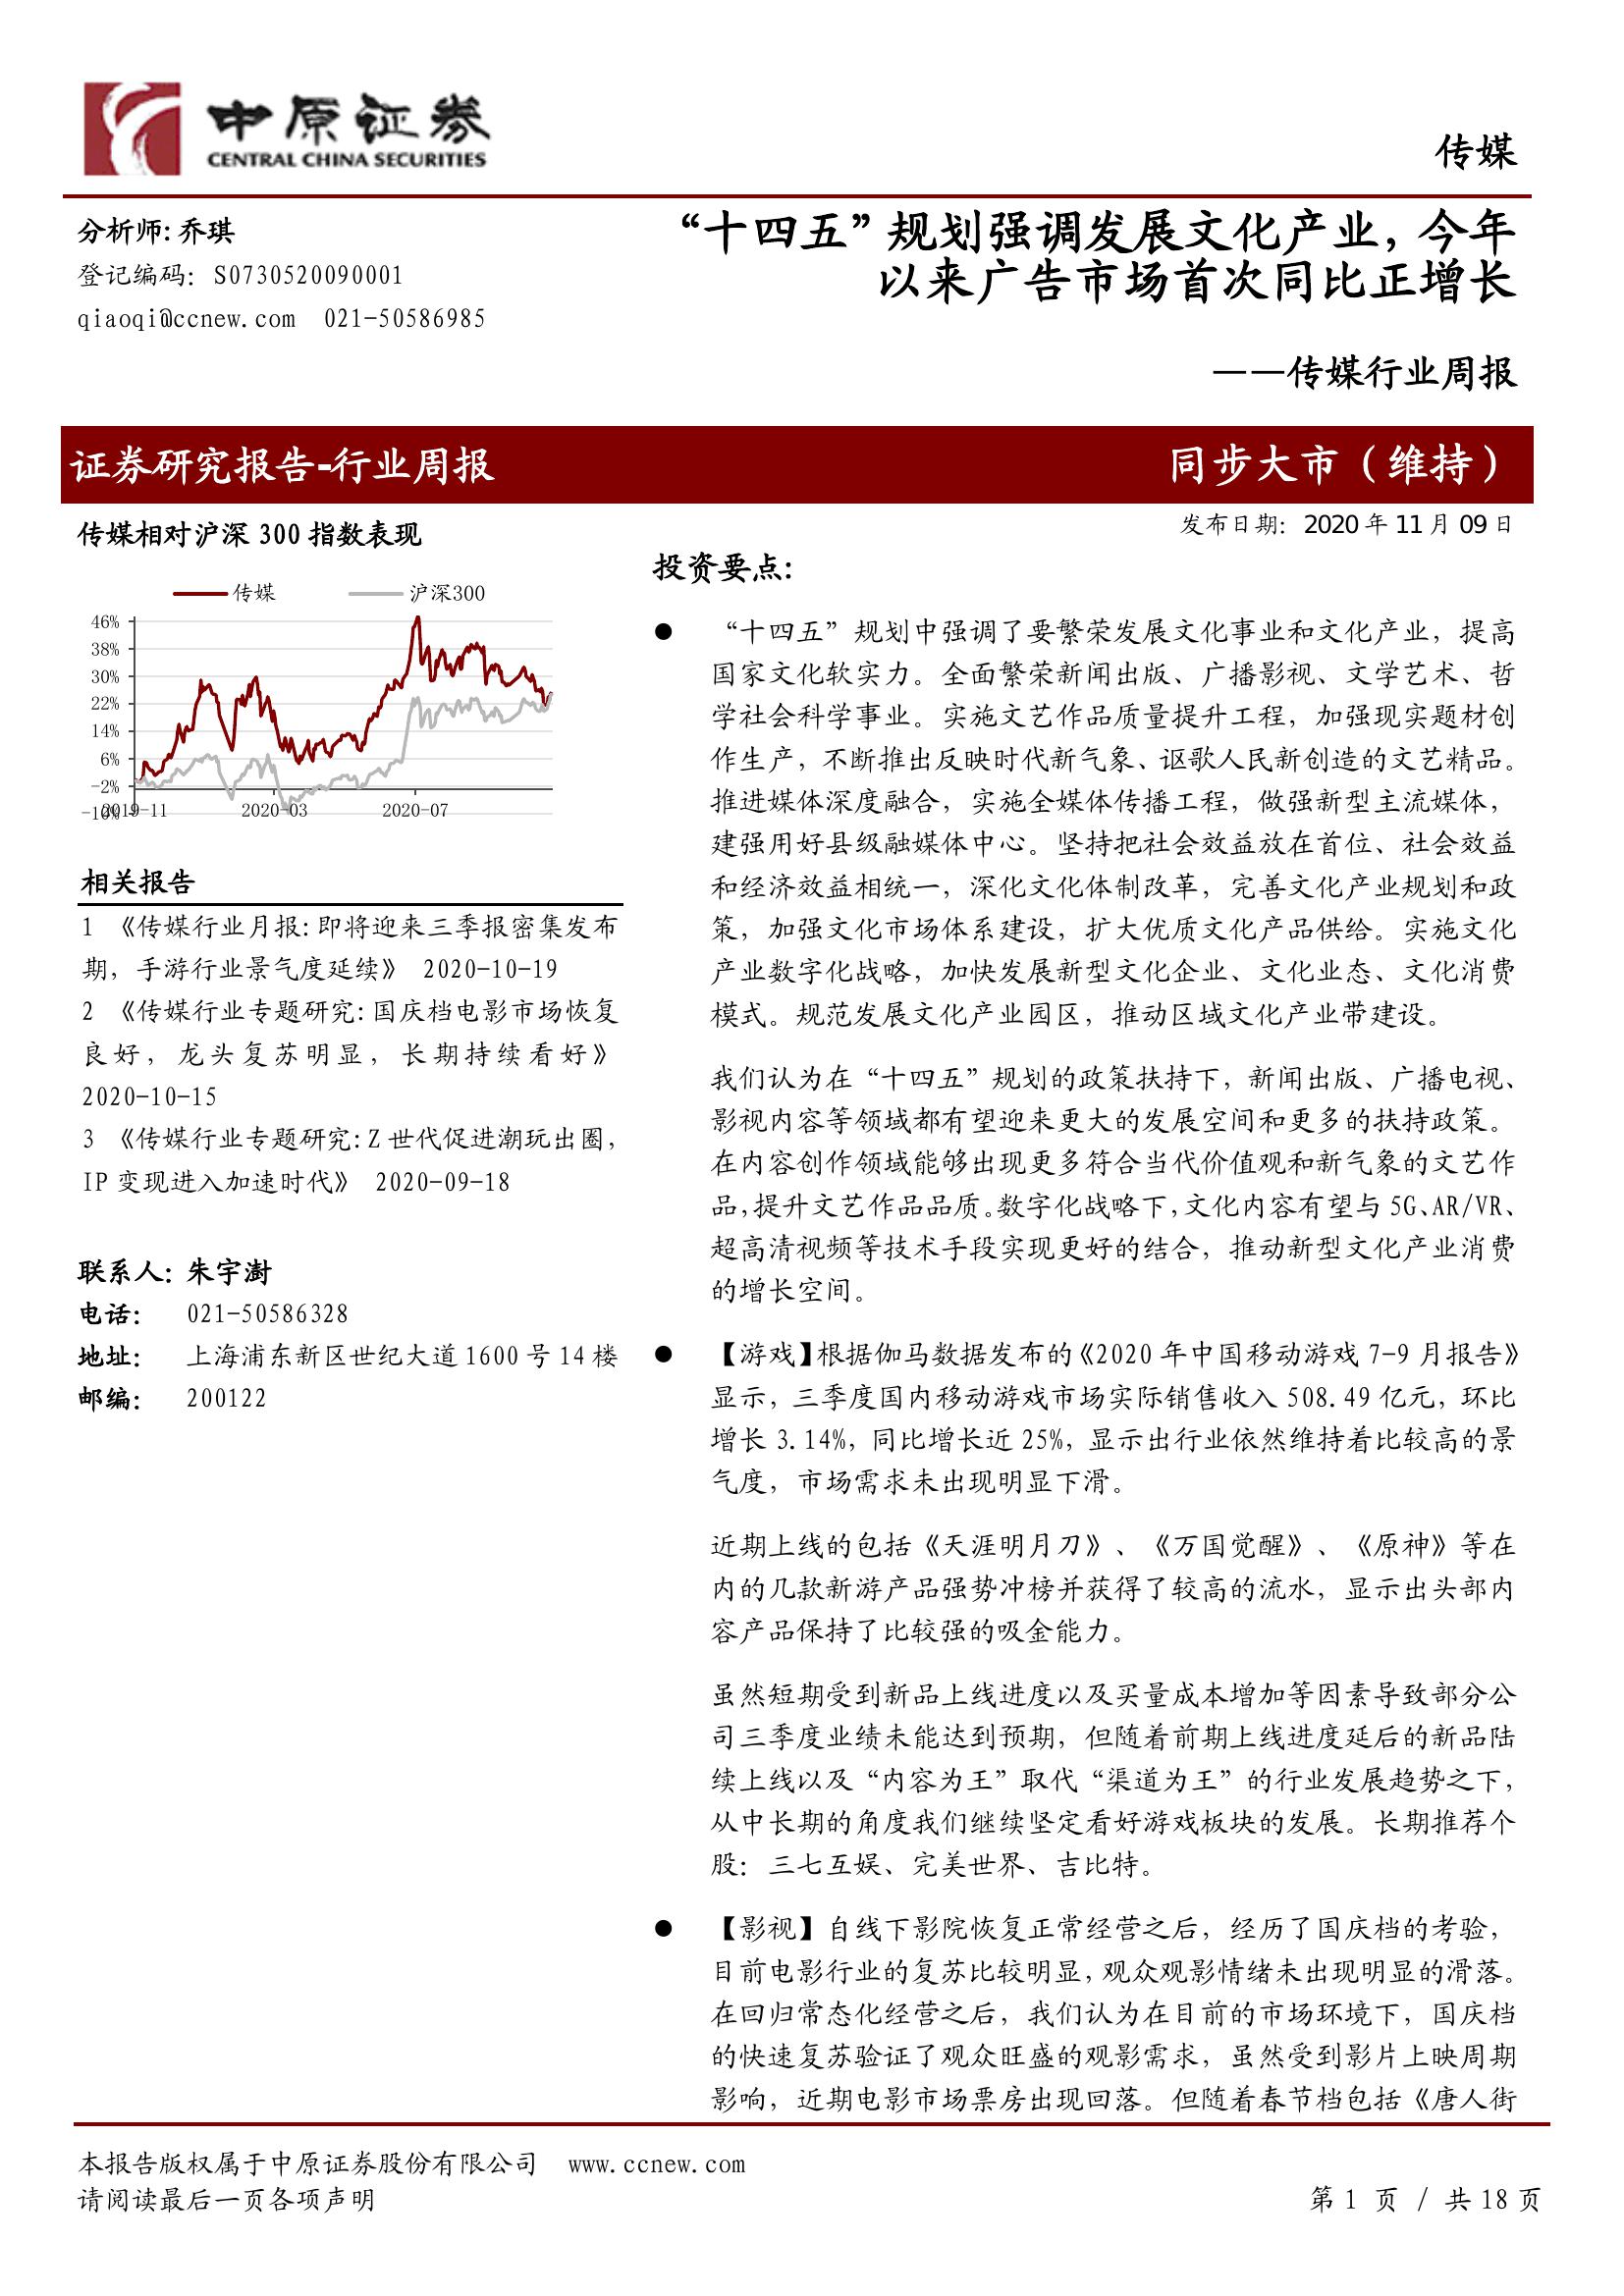 中原证券
CENTRAL CHINA SECURITIES
传媒
分析师：乔琪
登记编码：S0730520090001
qiaoqi@ccnew.com 021-50586985
“十四五”规划强调发展文化产业，今年
以来广告市场首次同比正增长
——传媒行业周报
证券研究报告-行业周报
同步大市（维持）
传媒相对沪深 300 指数表现
传媒 沪深300
46%
38%
30%
22%
14%
6%
-2%
-10%
2019-11 2020-03 2020-07
相关报告
1 《传媒行业月报：即将迎来三季报密集发布
期，手游行业景气度延续》 2020-10-19
2 《传媒行业专题研究：国庆档电影市场恢复
良好，龙头复苏明显，长期持续看好》
2020-10-15
3 《传媒行业专题研究：Z 世代促进潮玩出圈，
IP 变现进入加速时代》 2020-09-18
联系人：朱宇澍
电话： 021-50586328
地址： 上海浦东新区世纪大道 1600 号 14 楼
邮编： 200122
发布日期：2020 年 11 月 09 日
投资要点：
● “十四五”规划中强调了要繁荣发展文化事业和文化产业，提高
国家文化软实力。全面繁荣新闻出版、广播影视、文学艺术、哲
学社会科学事业。实施文艺作品质量提升工程，加强现实题材创
作生产，不断推出反映时代新气象、讴歌人民新创造的文艺精品。
推进媒体深度融合，实施全媒体传播工程，做强新型主流媒体，
建强用好县级融媒体中心。坚持把社会效益放在首位、社会效益
和经济效益相统一，深化文化体制改革，完善文化产业规划和政
策，加强文化市场体系建设，扩大优质文化产品供给。实施文化
产业数字化战略，加快发展新型文化企业、文化业态、文化消费
模式。规范发展文化产业园区，推动区域文化产业带建设。
我们认为在“十四五”规划的政策扶持下，新闻出版、广播电视、
影视内容等领域都有望迎来更大的发展空间和更多的扶持政策。
在内容创作领域能够出现更多符合当代价值观和新气象的文艺作
品，提升文艺作品品质。数字化战略下，文化内容有望与 5G、AR/VR、
超高清视频等技术手段实现更好的结合，推动新型文化产业消费
的增长空间。
● 【游戏】根据伽马数据发布的《2020 年中国移动游戏 7-9 月报告》
显示，三季度国内移动游戏市场实际销售收入 508.49 亿元，环比
增长 3.14%，同比增长近 25%，显示出行业依然维持着比较高的景
气度，市场需求未出现明显下滑。
近期上线的包括《天涯明月刀》、《万国觉醒》、《原神》等在
内的几款新游产品强势冲榜并获得了较高的流水，显示出头部内
容产品保持了比较强的吸金能力。
虽然短期受到新品上线进度以及买量成本增加等因素导致部分公
司三季度业绩未能达到预期，但随着前期上线进度延后的新品陆
续上线以及“内容为王”取代“渠道为王”的行业发展趋势之下，
从中长期的角度我们继续坚定看好游戏板块的发展。长期推荐个
股：三七互娱、完美世界、吉比特。
● 【影视】自线下影院恢复正常经营之后，经历了国庆档的考验，
目前电影行业的复苏比较明显，观众观影情绪未出现明显的滑落。
在回归常态化经营之后，我们认为在目前的市场环境下，国庆档
的快速复苏验证了观众旺盛的观影需求，虽然受到影片上映周期
影响，近期电影市场票房出现回落。但随着春节档包括《唐人街
本报告版权属于中原证券股份有限公司 www.ccnew.com
请阅读最后一页各项声明
第 1 页 / 共 18 页